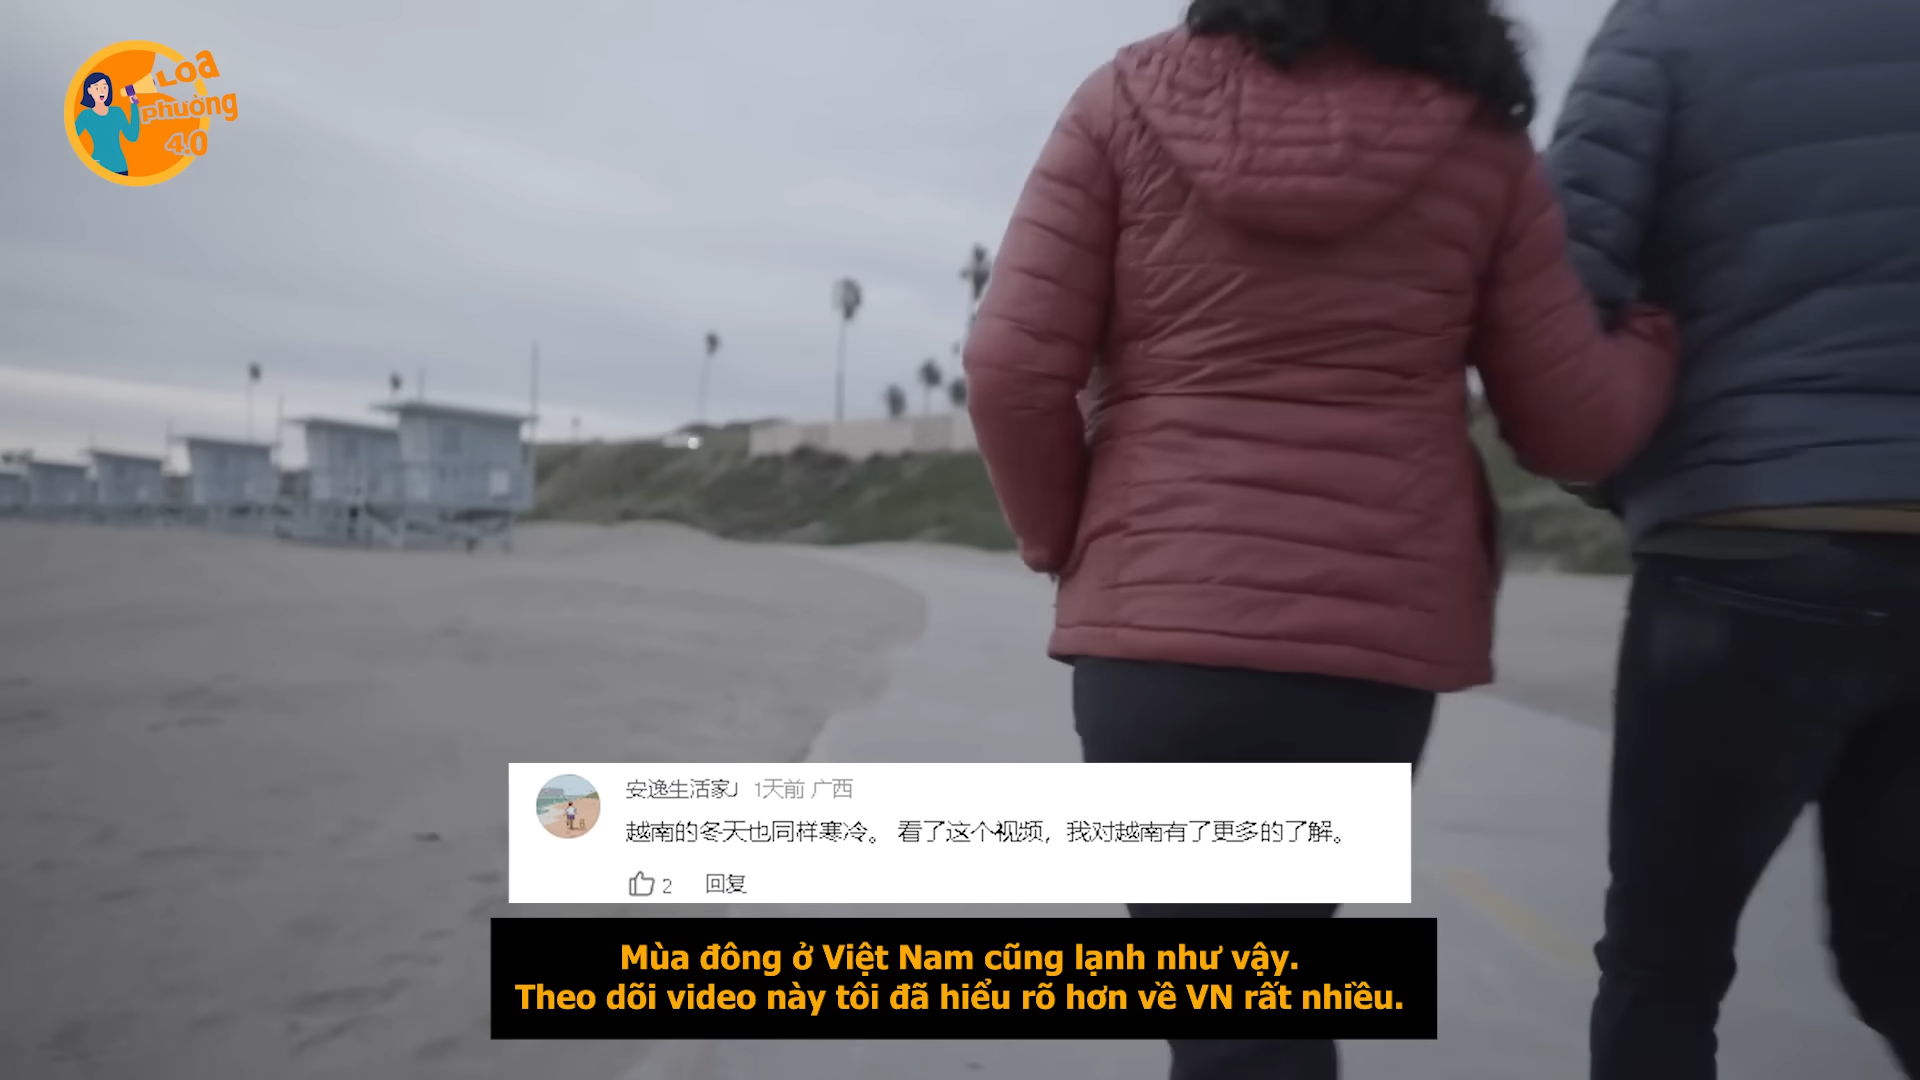 Loa
phường
4.0
安逸生活家J 1天前 广西
越南的冬天也同样寒冷。 看了这个视频，我对越南有了更多的了解。
2 回复
Mùa đông ở Việt Nam cũng lạnh như vậy.
Theo dõi video này tôi đã hiểu rõ hơn về VN rất nhiều.